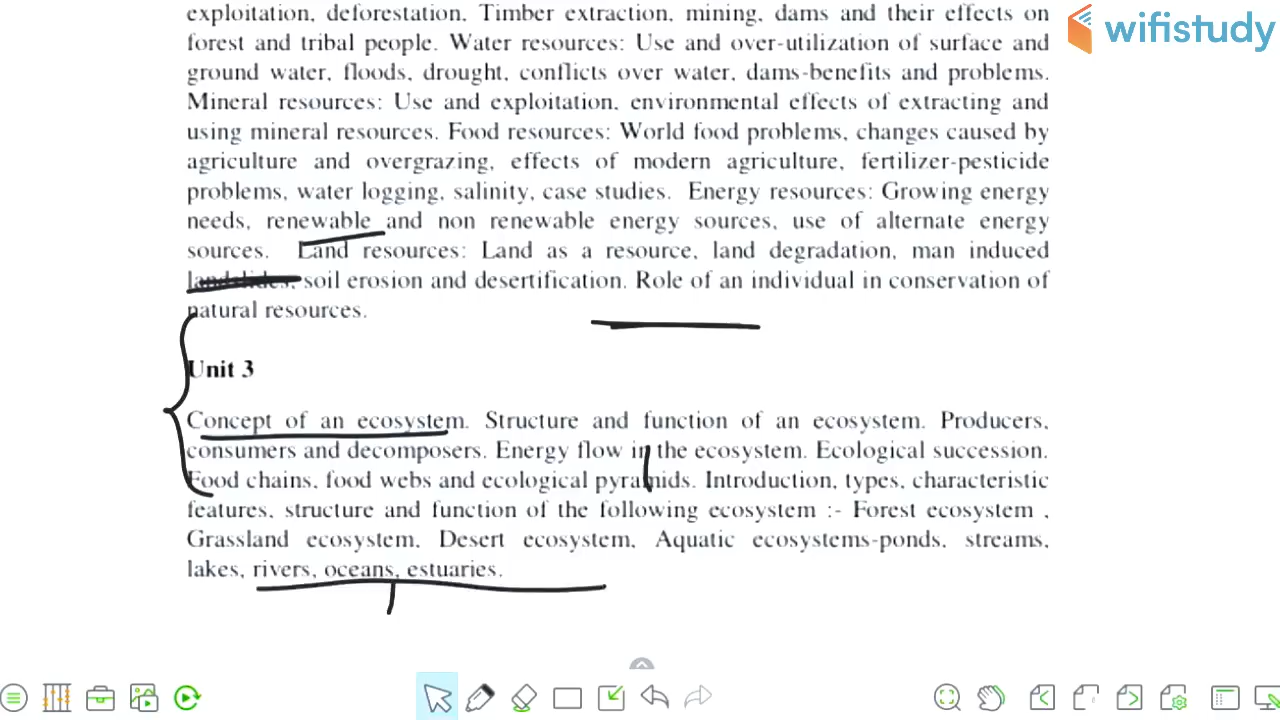 exploitation, deforestation, Timber extraction, mining, dams and their effects on
wifistudy
forest and tribal people. Water resources: Use and over-utilization of surface and
ground water, floods, drought, conflicts over water, dams-benefits and problems.
Mineral resources: Use and exploitation, environmental effects of extracting and
using mineral resources. Food resources: World food problems, changes caused by
agriculture and overgrazing, effects of modern agriculture, fertilizer-pesticide
problems, water logging, salinity, case studies. Energy resources: Growing energy
needs, renewable and non renewable energy sources, use of alternate energy
sources. Land resources: Land as a resource, land degradation, man induced
landslides, soil erosion and desertification. Role of an individual in conservation of
natural resources.
Unit 3
Concept of an ecosystem. Structure and function of an ecosystem. Producers,
consumers and decomposers. Energy flow in the ecosystem. Ecological succession.
Food chains, food webs and ecological pyramids. Introduction, types, characteristic
features, structure and function of the following ecosystem :- Forest ecosystem ,
Grassland ecosystem, Desert ecosystem, Aquatic ecosystems-ponds, streams,
lakes, rivers, oceans, estuaries.